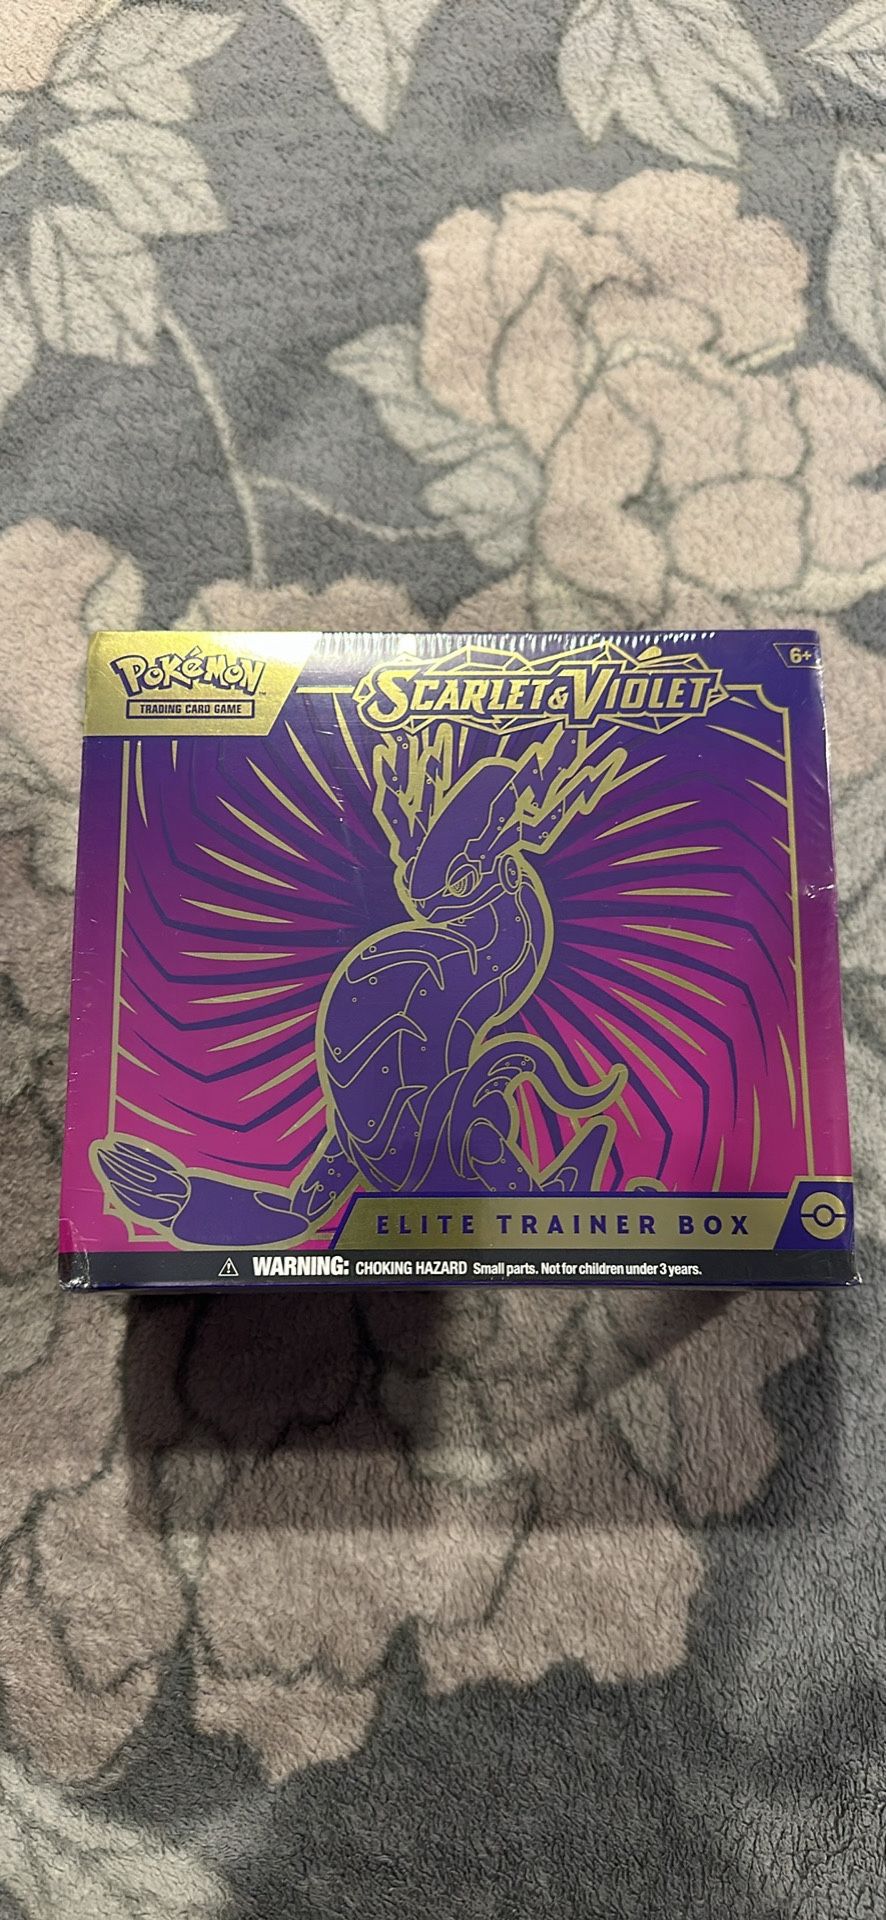 Pokémon
TM
TRADING CARD GAME
SCARLET & VIOLET
6+
ELITE TRAINER BOX
WARNING: CHOKING HAZARD Small parts. Not for children under 3 years.